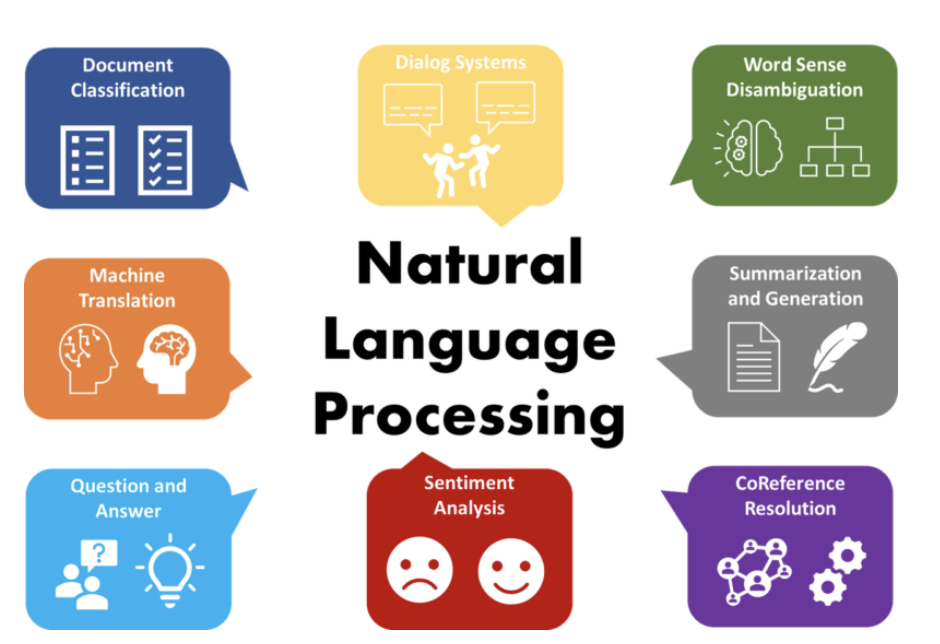 Document
Classification
Dialog Systems
Word Sense
Disambiguation
Natural
Language
Processing
Machine
Translation
Summarization
and Generation
Question and
Answer
?
Sentiment
Analysis
CoReference
Resolution